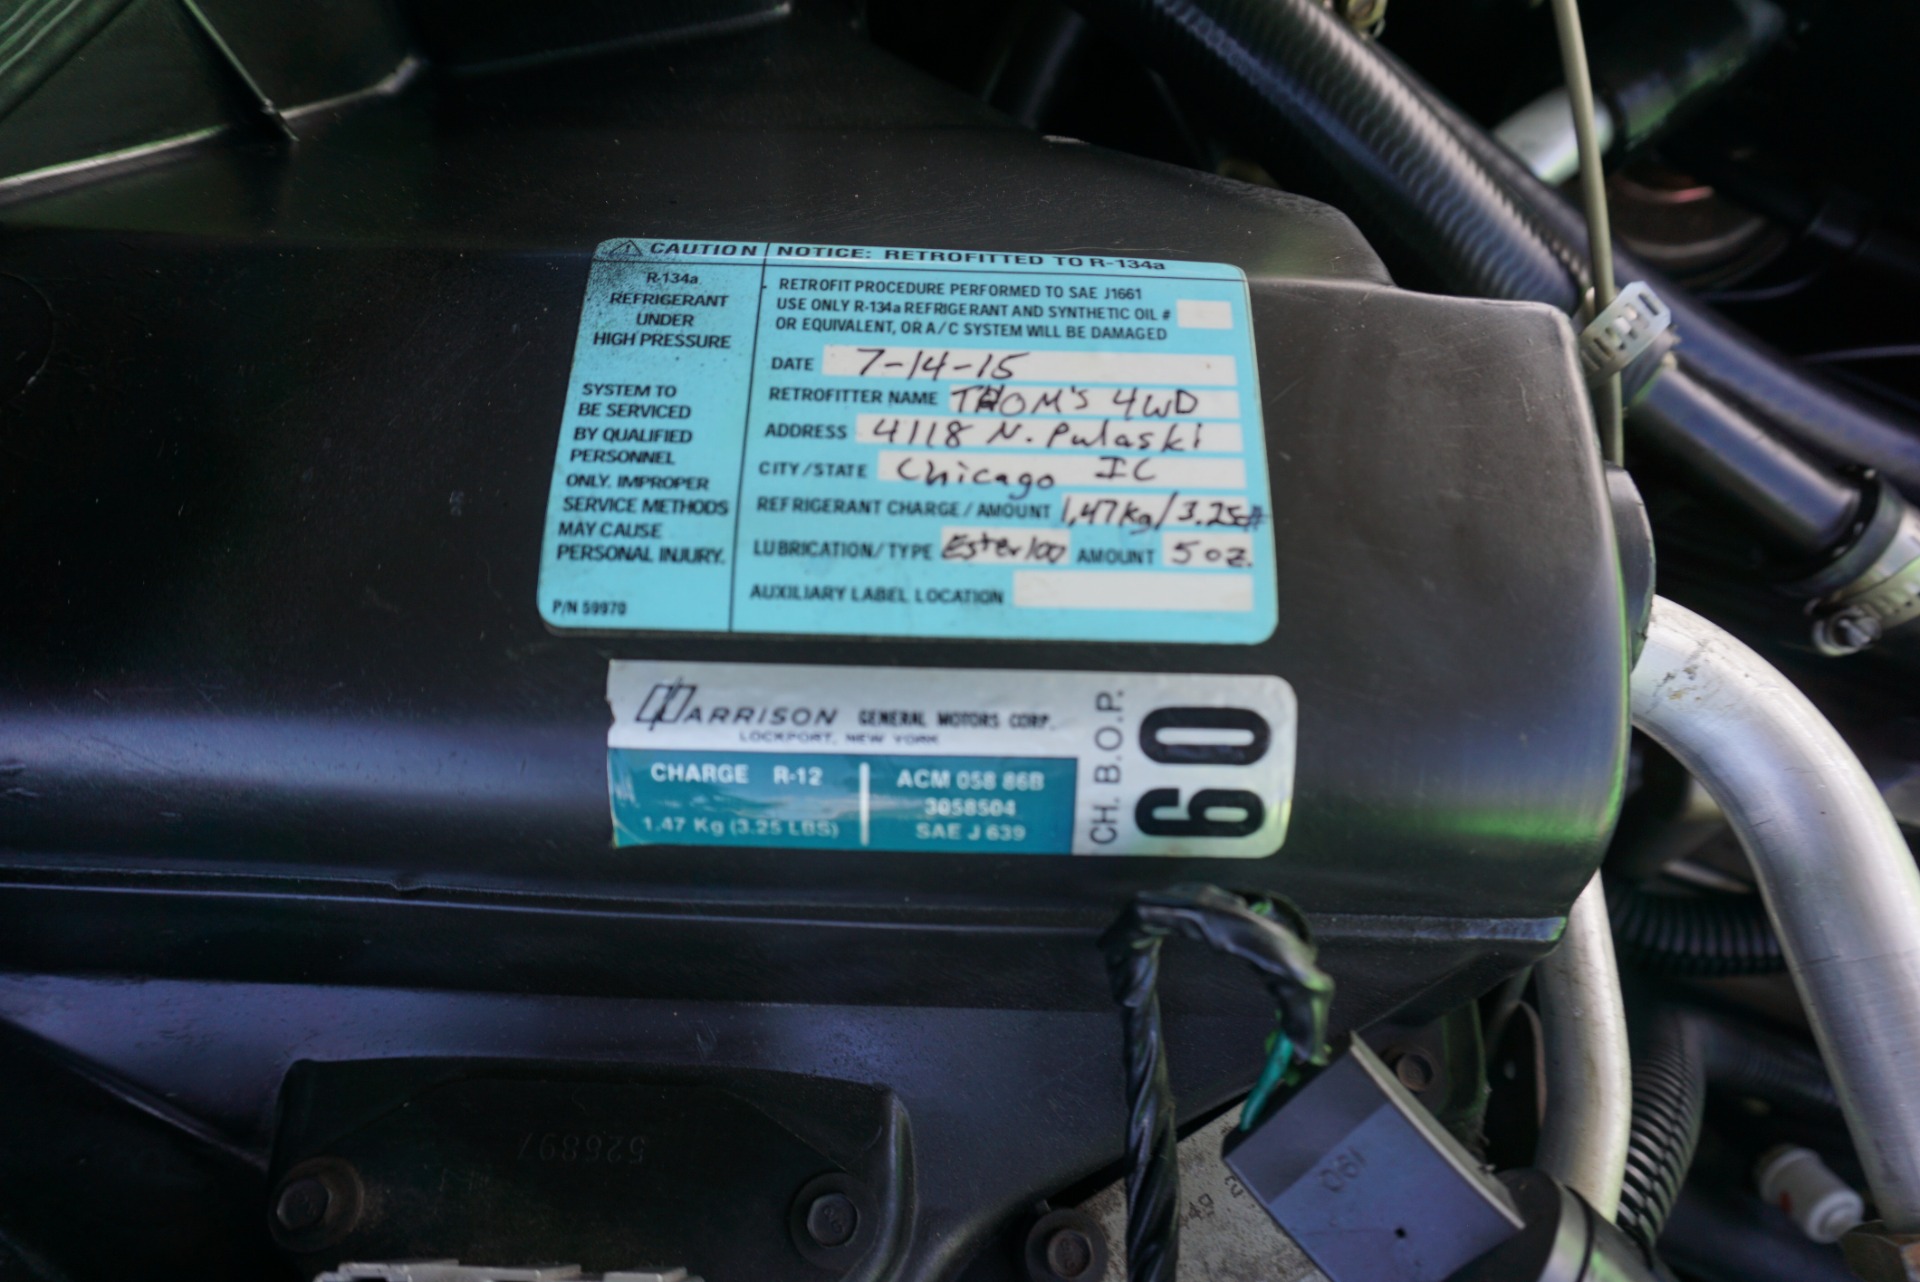 CAUTION
R-134a
REFRIGERANT
UNDER
HIGH PRESSURE
SYSTEM TO
BE SERVICED
BY QUALIFIED
PERSONNEL
ONLY. IMPROPER
SERVICE METHODS
MAY CAUSE
PERSONAL INJURY.
P/N 59970
NOTICE: RETROFITTED TO R-134a
RETROFIT PROCEDURE PERFORMED TO SAE J1661
USE ONLY R-134a REFRIGERANT AND SYNTHETIC OIL #
OR EQUIVALENT, OR A/C SYSTEM WILL BE DAMAGED
DATE 7-14-15
RETROFITTER NAME THOM'S 4WD
ADDRESS 4118 N. Pulaski
CITY/STATE Chicago IL
REFRIGERANT CHARGE/AMOUNT 1,47kg/3.25#
LUBRICATION/TYPE Ester100 AMOUNT 5 oz.
AUXILIARY LABEL LOCATION
HARRISON GENERAL MOTORS CORP.
LOCKPORT, NEW YORK
CHARGE R-12
1.47 Kg (3.25 LBS)
ACM 058 86B
3058504
SAE J 639
CH. B.O.P.
60
526897